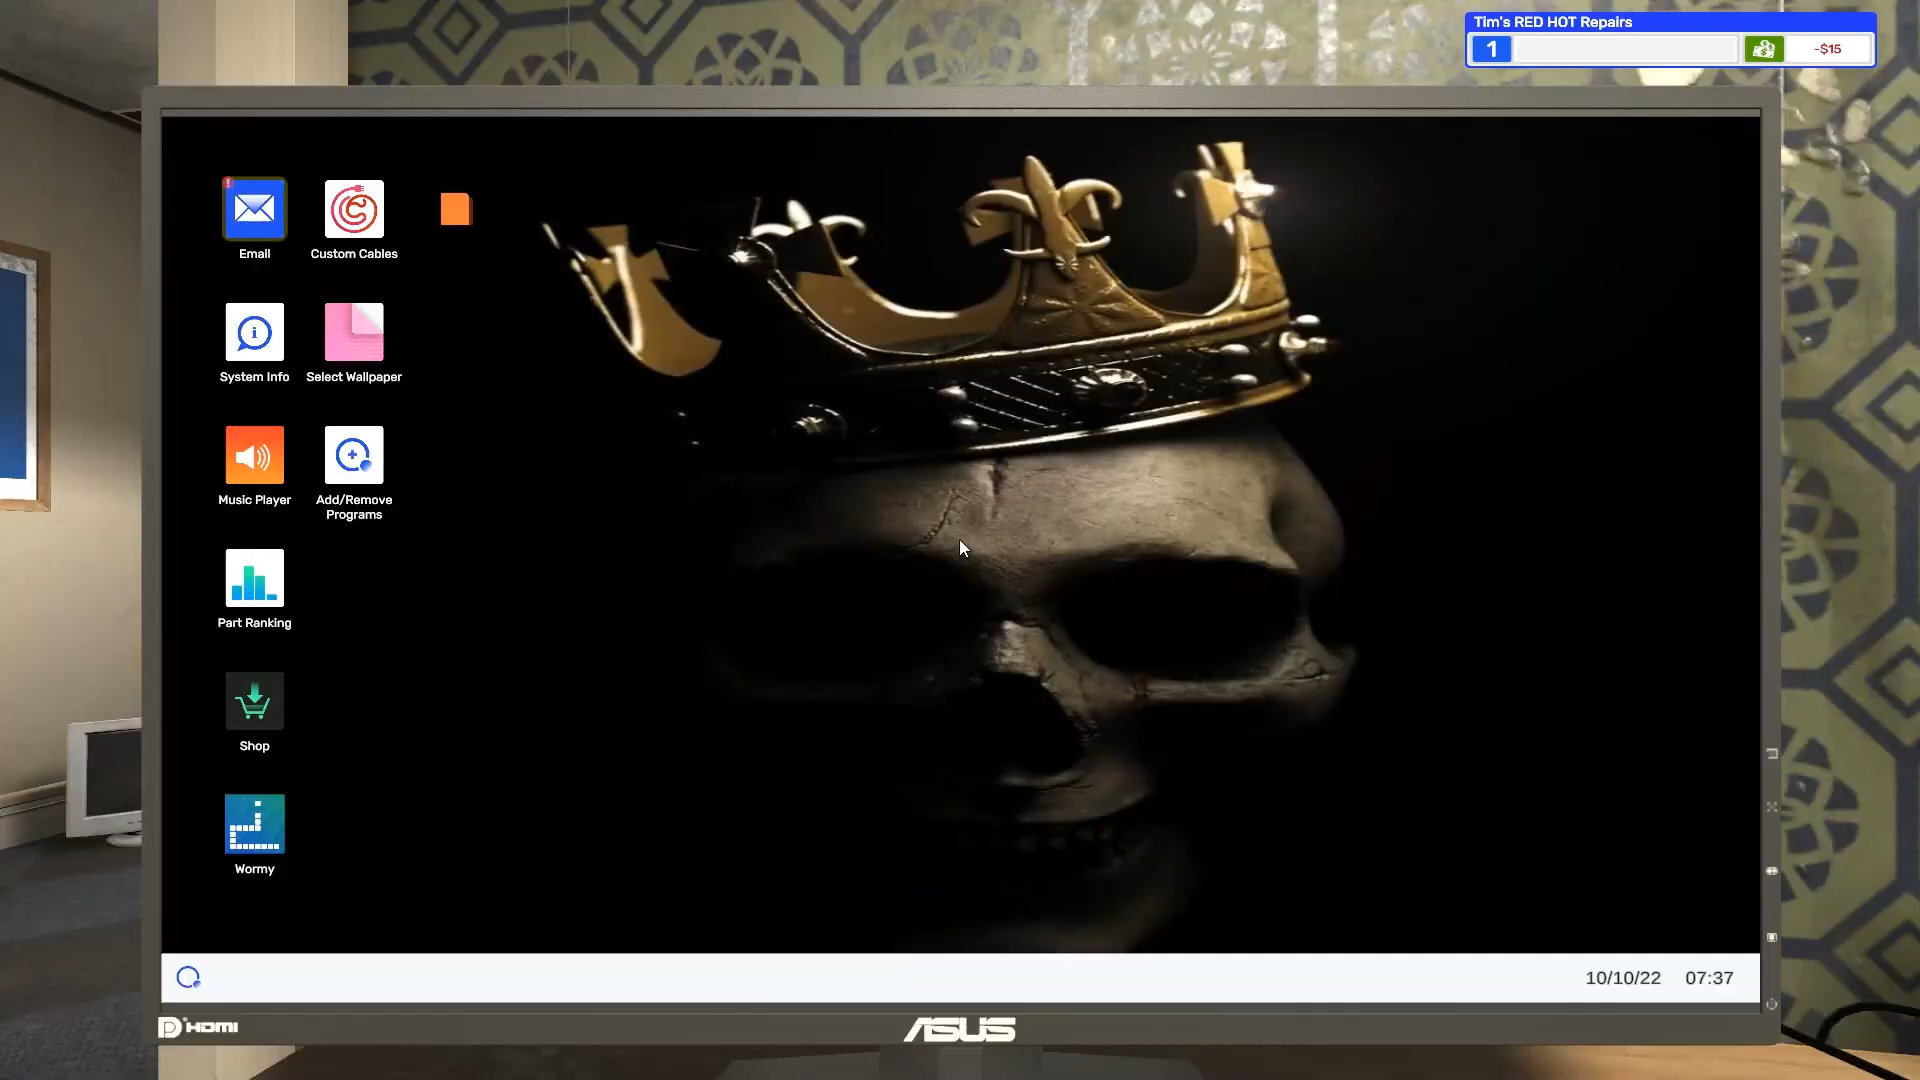 Tim's RED HOT Repairs
1
-$15
Email
Custom Cables
System Info
Select Wallpaper
Music Player
Add/Remove
Programs
Part Ranking
Shop
Wormy
10/10/22 07:37
HDMI
ASUS